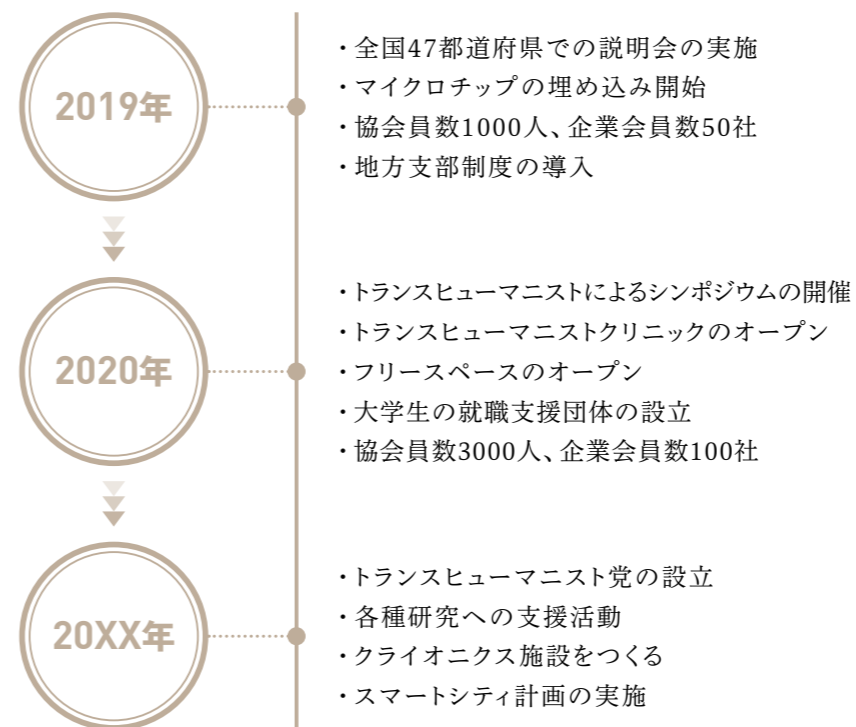 2019年
・全国47都道府県での説明会の実施
・マイクロチップの埋め込み開始
・協会員数1000人、企業会員数50社
・地方支部制度の導入
2020年
・トランスヒューマニストによるシンポジウムの開催
・トランスヒューマニストクリニックのオープン
・フリースペースのオープン
・大学生の就職支援団体の設立
・協会員数3000人、企業会員数100社
20XX年
・トランスヒューマニスト党の設立
・各種研究への支援活動
・クライオニクス施設をつくる
・スマートシティ計画の実施